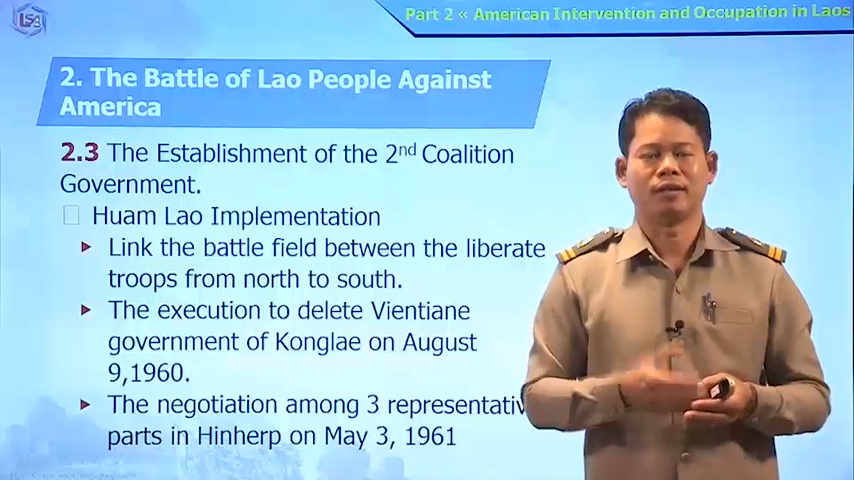 LSB
Part 2 « American Intervention and Occupation in Laos
2. The Battle of Lao People Against
America
2.3 The Establishment of the 2nd Coalition
Government.
Huam Lao Implementation
Link the battle field between the liberate
troops from north to south.
The execution to delete Vientiane
government of Konglae on August
9,1960.
The negotiation among 3
parts in Hinherp on May 3, 1961